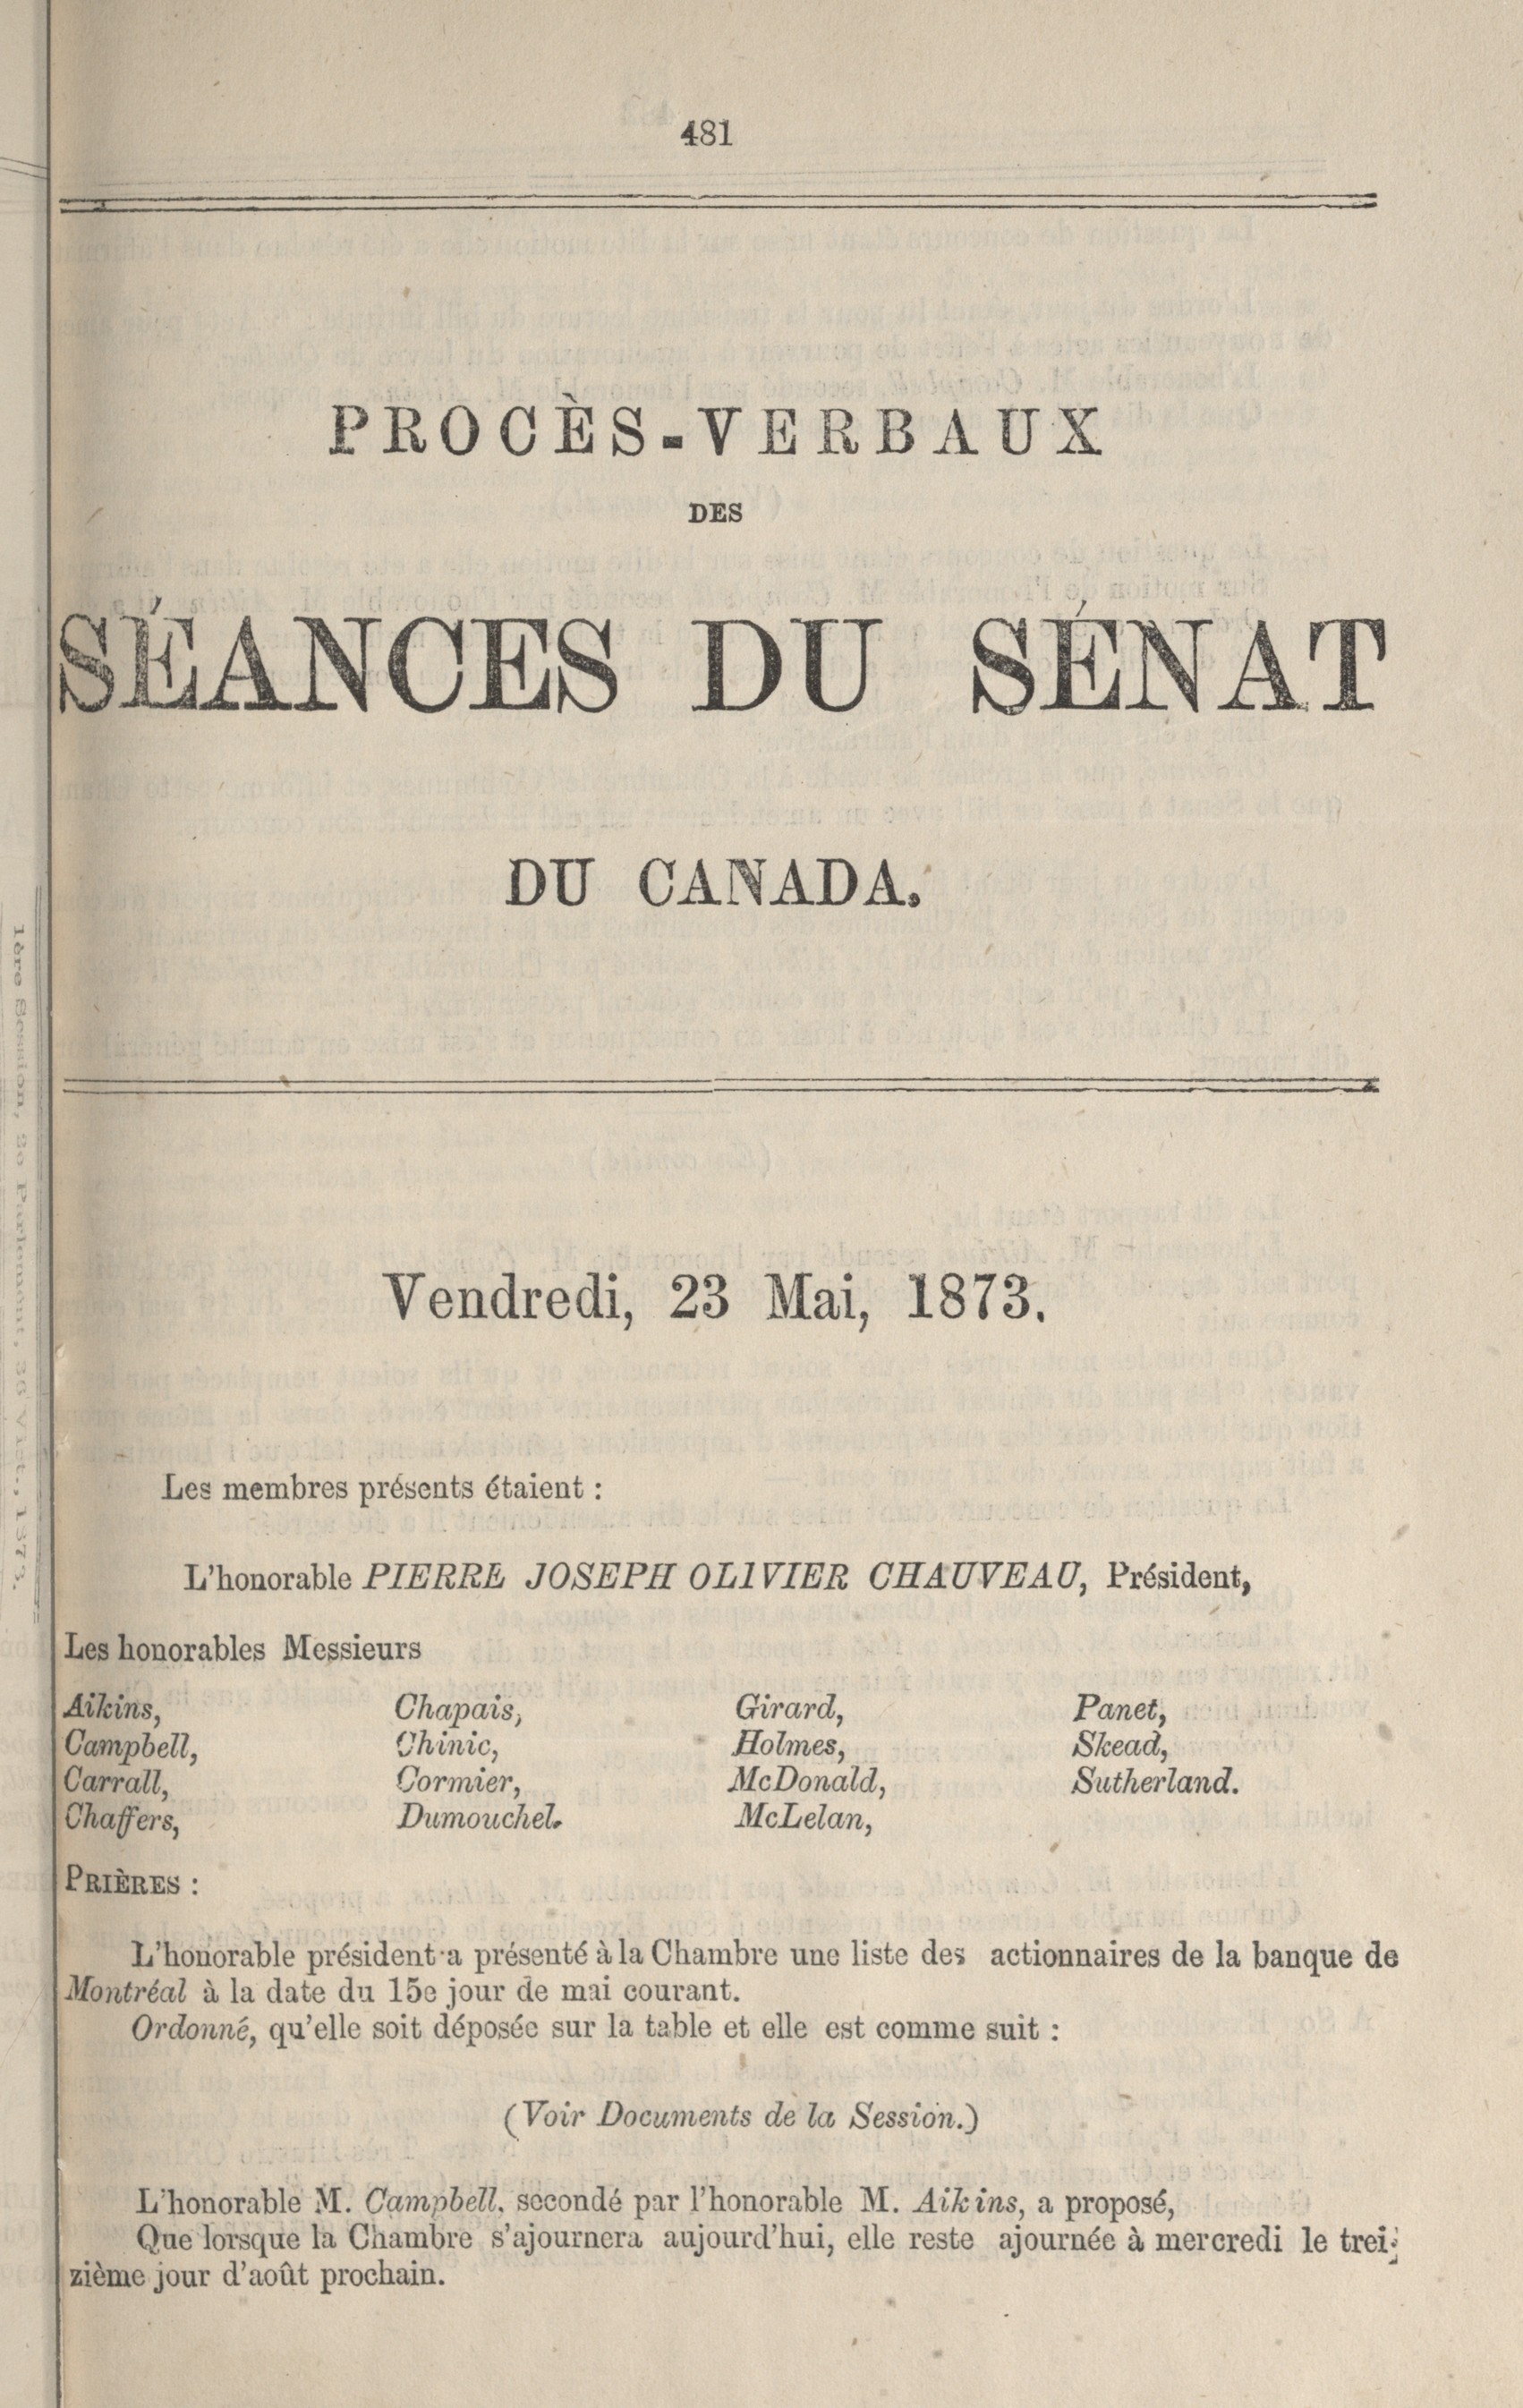 481
PROCÈS-VERBAUX
DES
SÉANCES DU SÉNAT
DU CANADA.
Vendredi, 23 Mai, 1873.
Les membres présents étaient :
L'honorable PIERRE JOSEPH OLIVIER CHAUVEAU, Président,
Les honorables Messieurs
Aikins, Chapais, Girard, Panet,
Campbell, Chinic, Holmes, Skead,
Carrall, Cormier, McDonald, Sutherland.
Chaffers, Dumouchel. McLelan,
PRIÈRES :
L'honorable président a présenté à la Chambre une liste des actionnaires de la banque de
Montréal à la date du 15e jour de mai courant.
Ordonné, qu'elle soit déposée sur la table et elle est comme suit :
(Voir Documents de la Session.)
L'honorable M. Campbell, secondé par l'honorable M. Aikins, a proposé,
Que lorsque la Chambre s'ajournera aujourd'hui, elle reste ajournée à mercredi le trei-
zième jour d'août prochain.